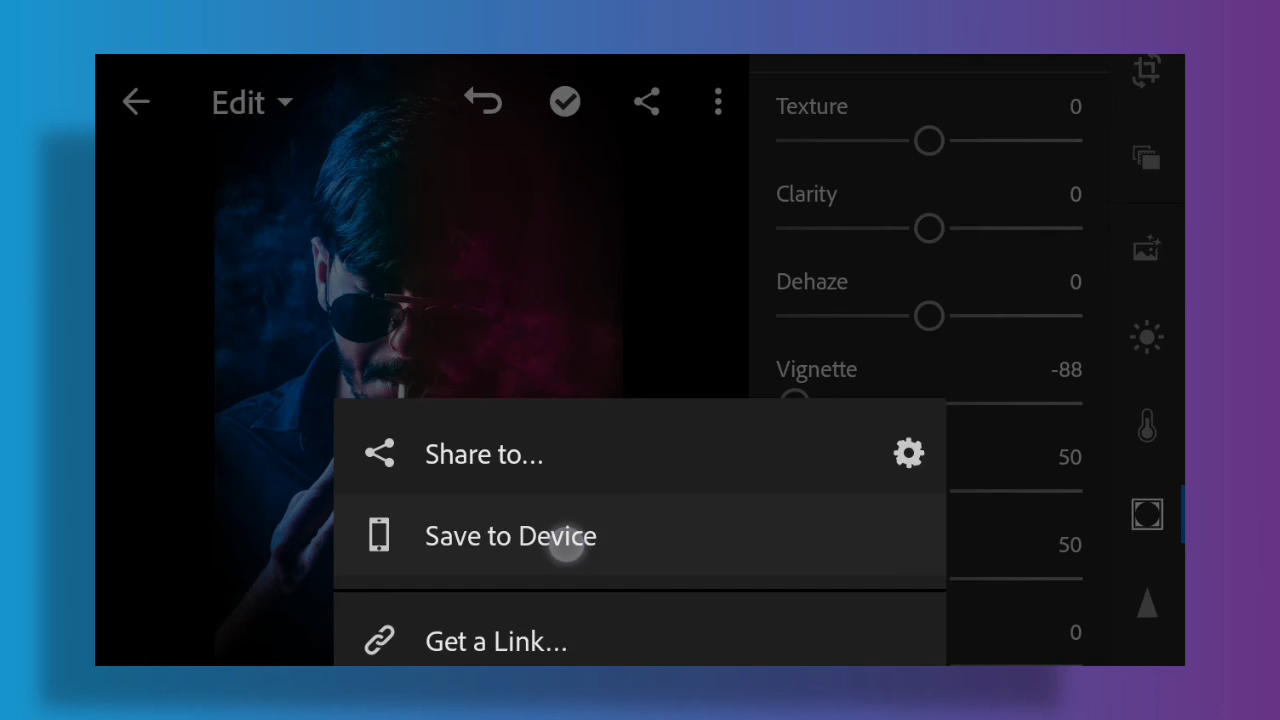 Edit
Texture 0
Clarity 0
Dehaze 0
Vignette -88
50
50
0
Share to...
Save to Device
Get a Link...